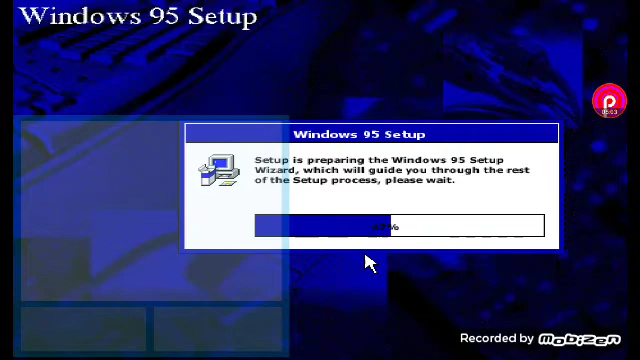 Windows 95 Setup
Windows 95 Setup
Setup is preparing the Windows 95 Setup
Wizard, which will guide you through the rest
of the Setup process, please wait.
Recorded by Mobizen